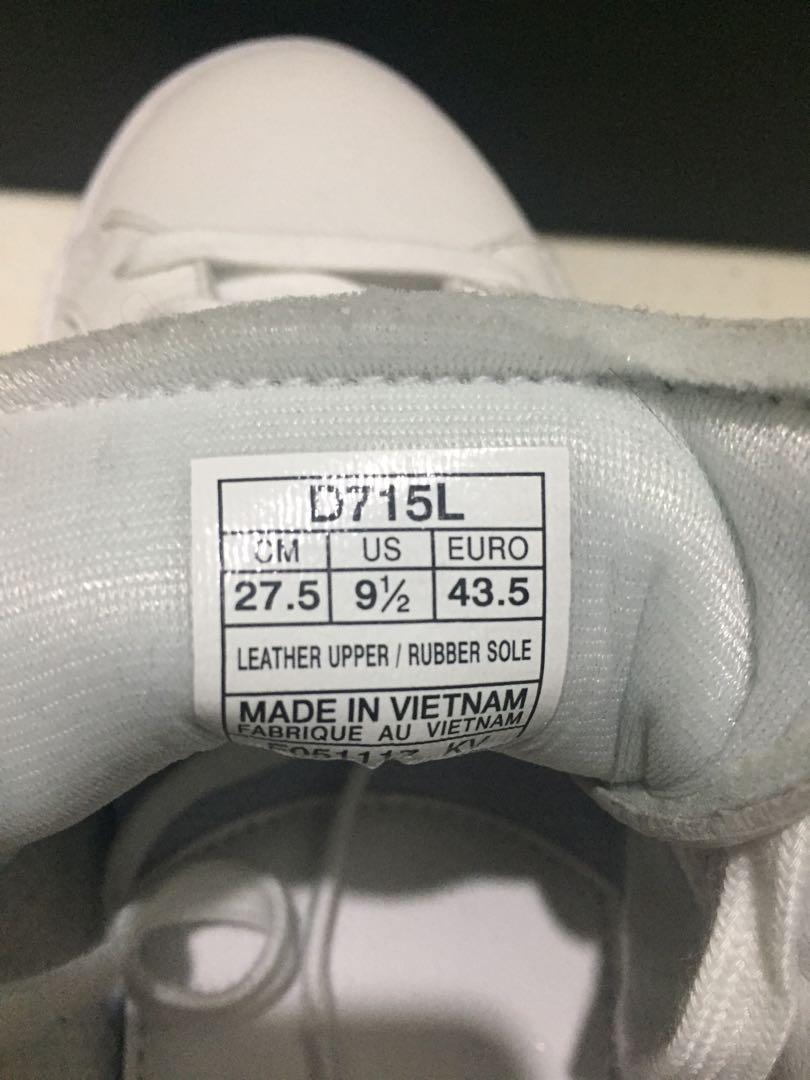 D715L
CM US EURO
27.5 9½ 43.5
LEATHER UPPER / RUBBER SOLE
MADE IN VIETNAM
FABRIQUE AU VIETNAM